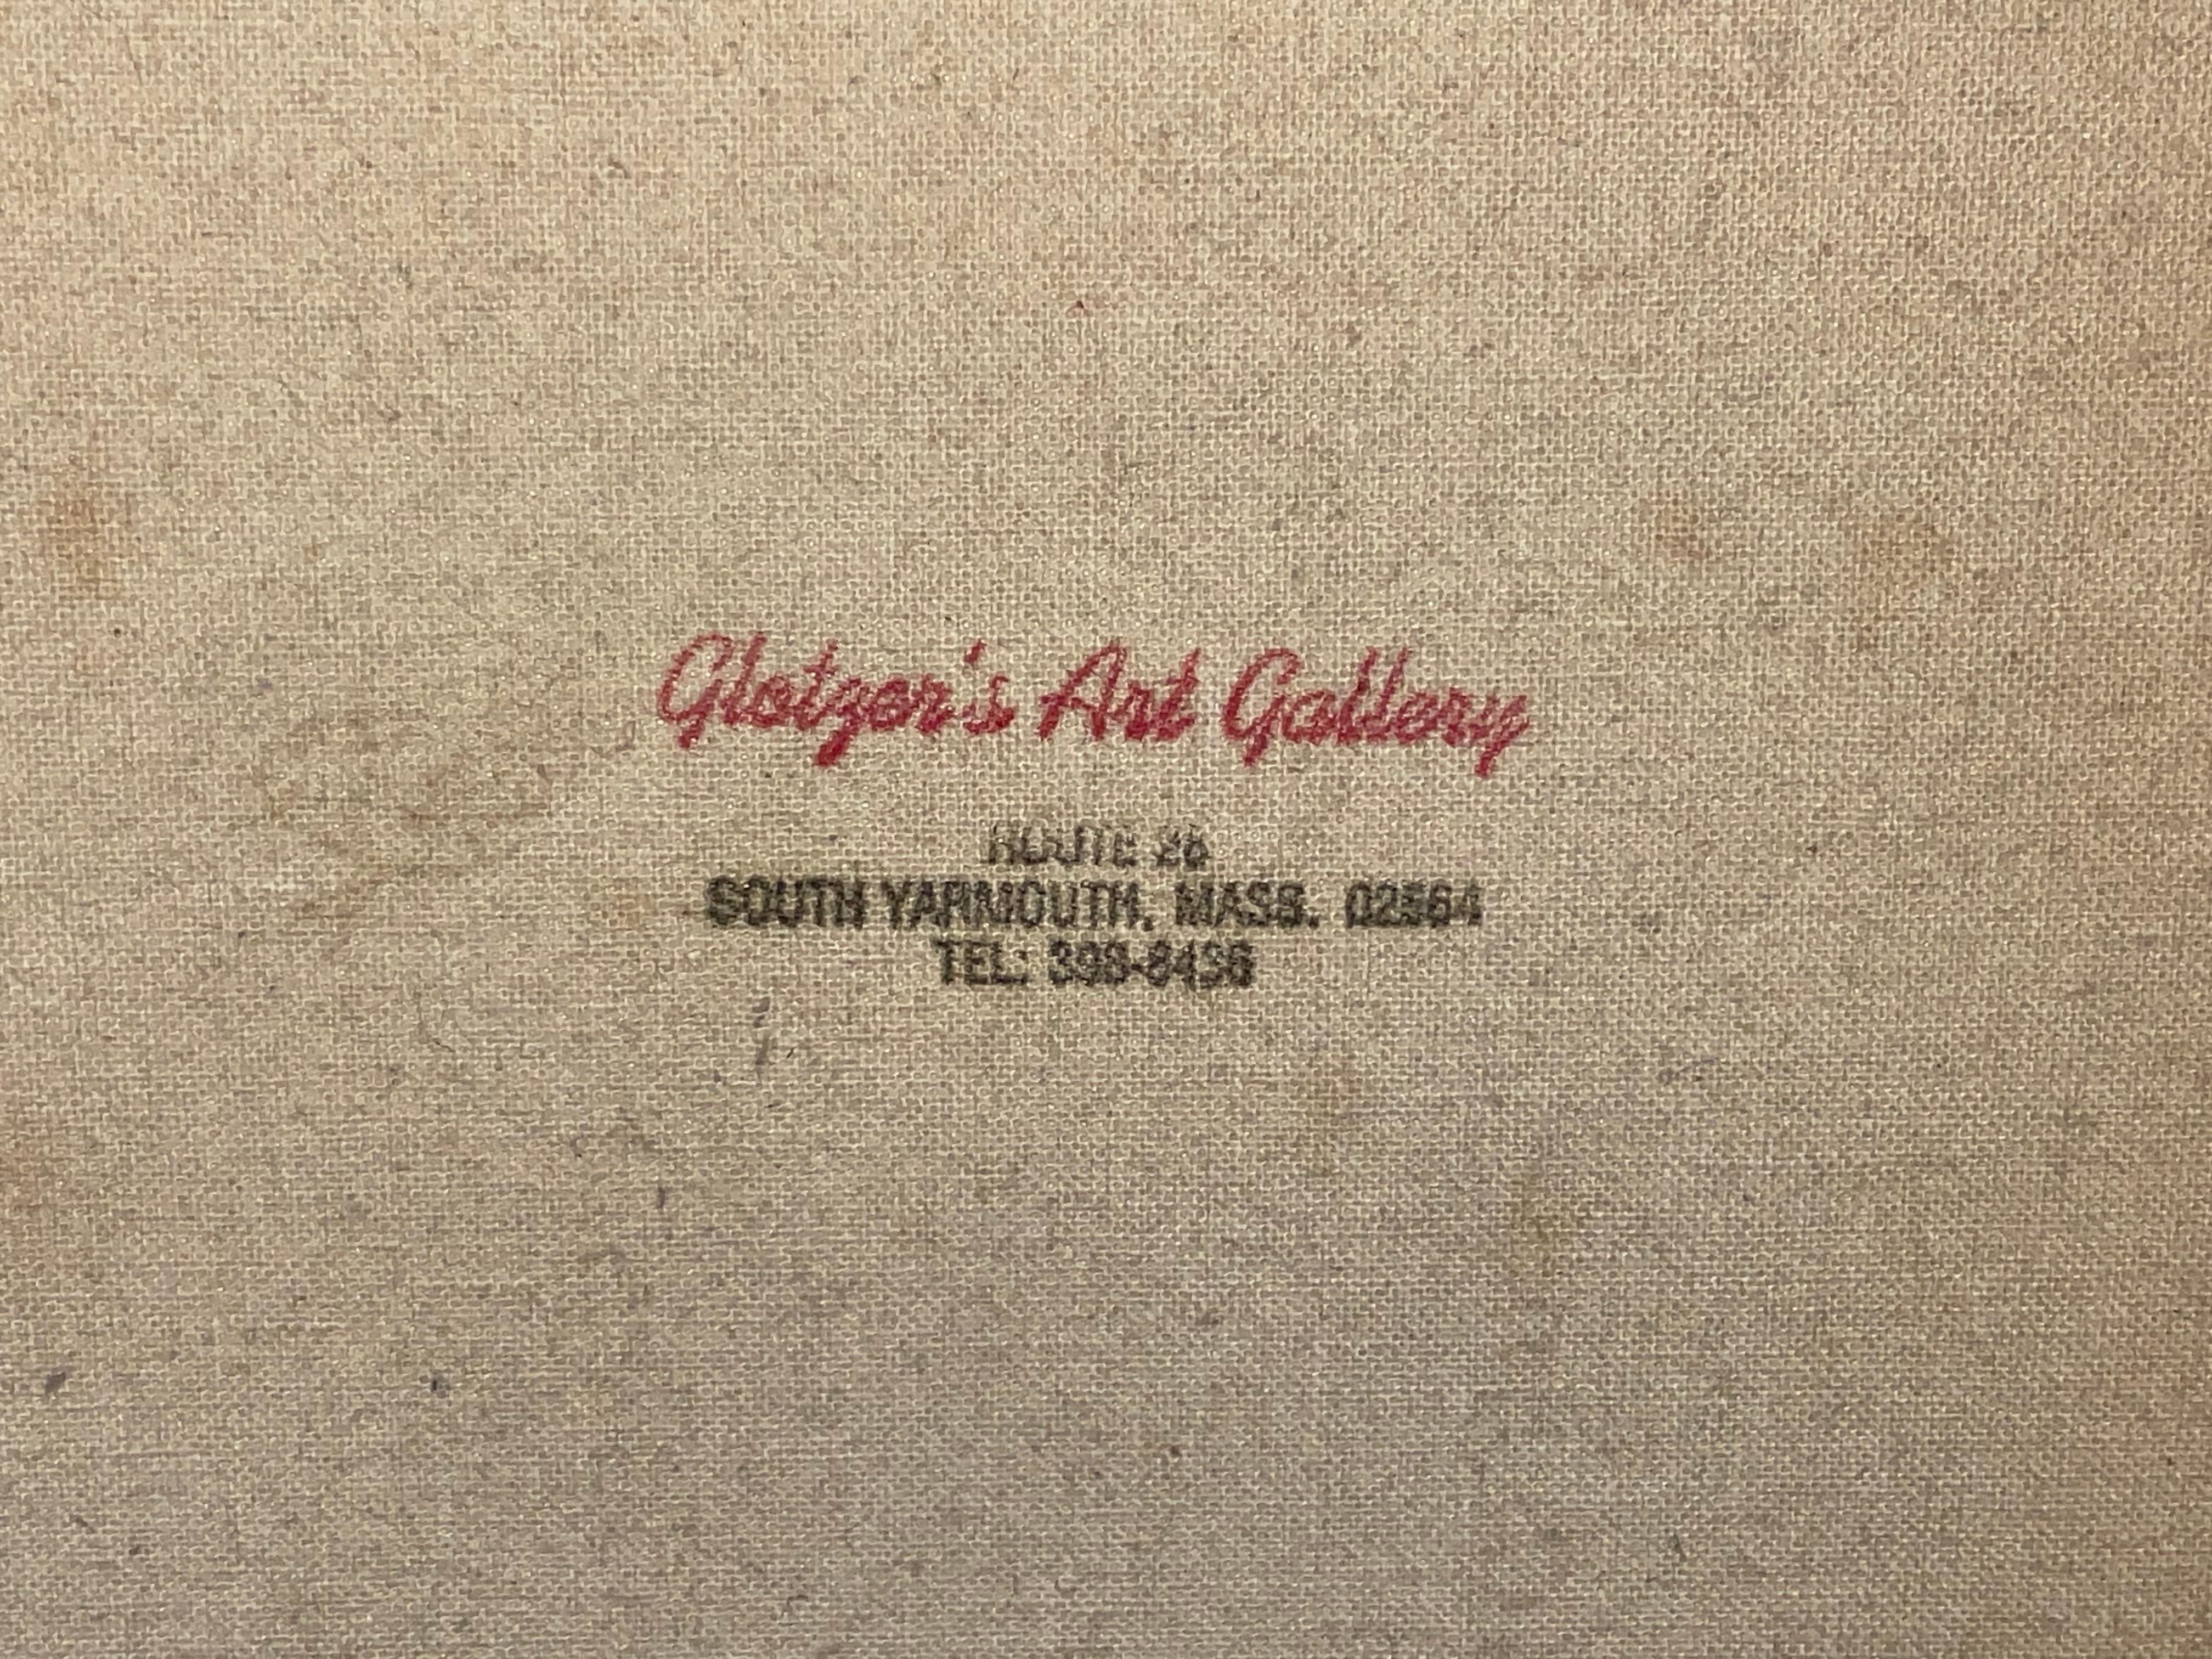 Glotzer's Art Gallery
ROUTE 28
SOUTH YARMOUTH, MASS. 02664
TEL: 398-8436